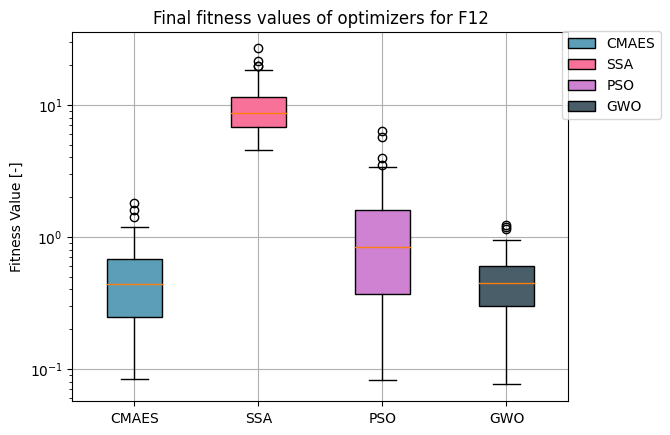 Final fitness values of optimizers for F12
CMAES
SSA
PSO
GWO
Fitness Value [-]
10¹
10⁰
10⁻¹
CMAES SSA PSO GWO